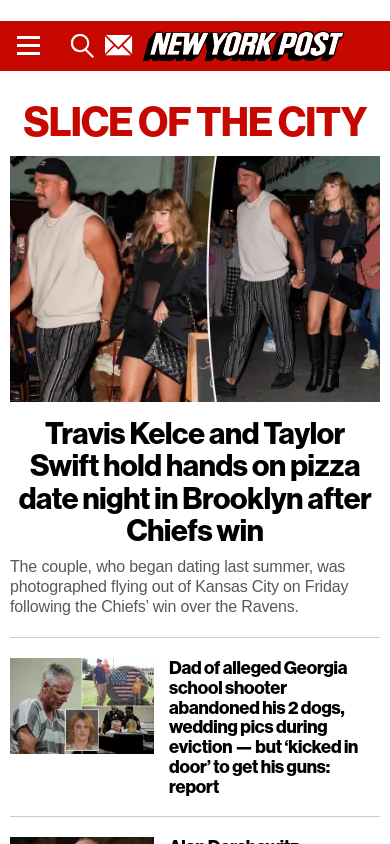 NEW YORK POST
SLICE OF THE CITY
Travis Kelce and Taylor
Swift hold hands on pizza
date night in Brooklyn after
Chiefs win
The couple, who began dating last summer, was
photographed flying out of Kansas City on Friday
following the Chiefs’ win over the Ravens.
Dad of alleged Georgia
school shooter
abandoned his 2 dogs,
wedding pics during
eviction — but ‘kicked in
door’ to get his guns:
report
Alan Dershowitz